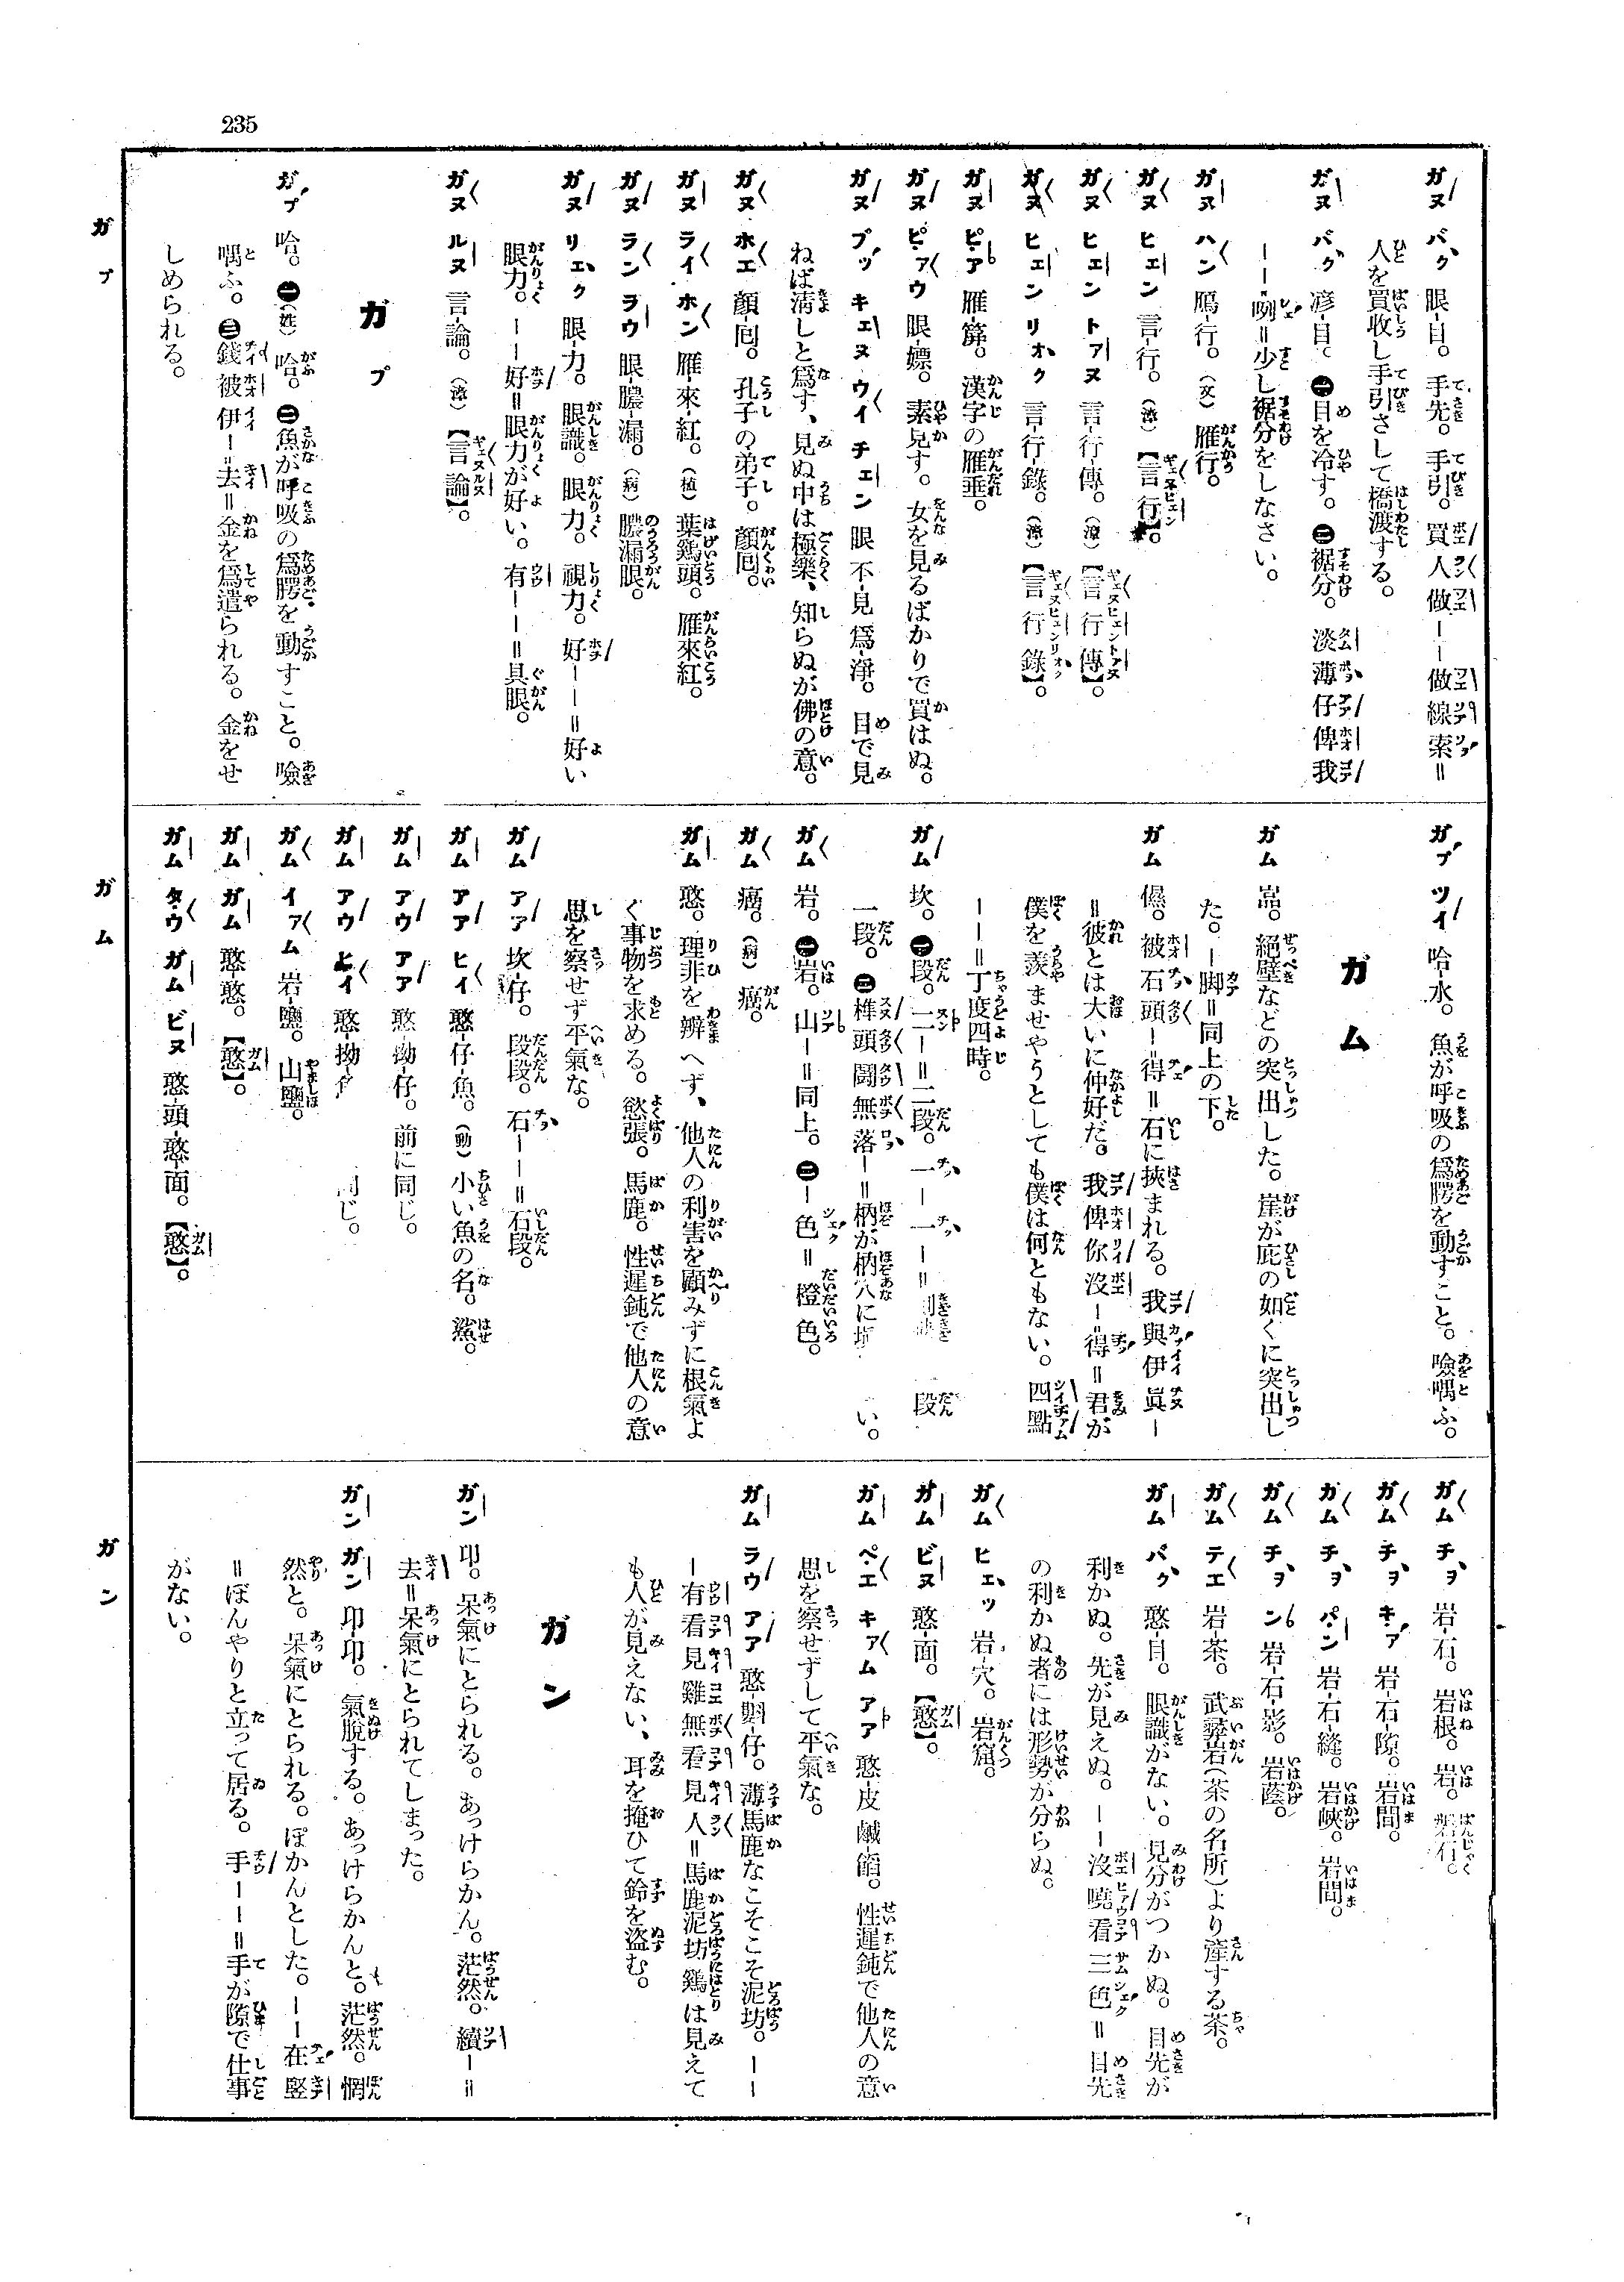 235
ガヌ バク 眼-目。手先。手引。買人做ーー做線索＝
人を買收し手引さして橋渡する。
ガヌ バク 瘮-目。㊀目を冷す。㊁裾分。淡薄仔俾我
ーー咧＝少し裾分をしなさい。
ガヌ ハン 鴈-行。（文）雁行。
ガヌ ヒェン 言-行。（漳）【言行】。
ガヌ ヒェン トァヌ 言-行-傳。（漳）【言行傳】。
ガヌ ヒェン リオク 言-行-錄。（漳）【言行錄】。
ガヌ ピア 雁-厈。漢字の雁垂。
ガヌ ピァウ 眼-嫖。素見す。女を見るばかりで買はぬ。
ガヌ ブッ キェヌ ウイ チェン 眼不-見爲-淨。目で見
ねば淸しと爲す、見ぬ中は極樂、知らぬが佛の意。
ガヌ ホエ 顏-囘。孔子の弟子。顏囘。
ガヌ ライ ホン 雁-來-紅。（植）葉鷄頭。雁來紅。
ガヌ ラン ラウ 眼-膿-漏。（病）膿漏眼。
ガヌ リェク 眼-力。眼識。眼力。視力。好ーー＝好い
眼力。ーー好＝眼力が好い。有ーー＝具眼。
ガヌ ルヌ 言-論。（漳）【言論】。
ガプ
ガプ 哈。㊀（姓）哈。㊁魚が呼吸の爲腭を動すこと。噞
喁ふ。㊂錢被伊ー去＝金を爲遣られる。金をせ
しめられる。
ガプ
ガプ ツイ 哈-水。魚が呼吸の爲腭を動すこと。噞喁ふ。
ガム
ガム 嵓。絕壁などの突出した。崖が庇の如くに突出し
た。ー脚＝同上の下。
ガム 儑。被石頭ー得＝石に挾まれる。我與伊眞ー
＝彼とは大いに仲好だ。我俾你沒ー得＝君が
僕を羨ませやうとしても僕は何ともない。四點
ーー＝丁度四時。
ガム 坎。㊀段。二ー＝二段。一ー一ー＝ 段
一段。㊁榫頭鬪無落ー＝枘が枘穴に い。
ガム 岩。㊀岩。山ー＝同上。㊁ー色＝橙色。
ガム 癌。（病）癌。
ガム 憨。理非を辨へず、他人の利害を顧みずに根氣よ
ぐ事物を求める。慾張。馬鹿。性遲鈍で他人の意
思を察せず平氣な。
ガム アア 坎-仔。段段。石ーー＝石段。
ガム アア ヒイ 憨-仔-魚。（動）小い魚の名。鯊。
ガム アウ アア 憨-拗-仔。前に同じ。
ガム アウ ヒイ 憨-拗- 同じ。
ガム イァム 岩-鹽。山鹽。
ガム ガム 憨憨。【憨】。
ガム タウ ガム ビヌ 憨-頭-憨-面。【憨】。
ガム
ガム チォ 岩-石。岩根。岩。磐石。
ガム チォ キァ 岩-石-隙。岩間。
ガム チォ パン 岩-石-縫。岩峽。岩間。
ガム チォ ン 岩-石-影。岩蔭。
ガム テエ 岩-茶。武彛岩（茶の名所）より產する茶。
ガム バク 憨-目。眼識がない。見分がつかぬ。目先が
利かぬ。先が見えぬ。ーー沒曉看三色＝目先
の利かぬ者には形勢が分らぬ。
ガム ヒェッ 岩-穴。岩窟。
ガム ビヌ 憨-面。【憨】。
ガム ペエ キァム アア 憨-皮鹹餡。性遲鈍で他人の意
思を察せずして平氣な。
ガム ラウ アア 憨-㹦-仔。薄馬鹿なこそこそ泥坊。ーー
ー有看見雞無看見人＝馬鹿泥坊鷄は見えて
も人が見えない、耳を掩ひて鈴を盜む。
ガン
ガン 卬。呆氣にとられる。あっけらかん。茫然。續ー＝
去＝呆氣にとられてしまった。
ガン ガン 卬-卬。氣脫する。あっけらかんと。茫然。惘
然と。呆氣にとられる。ぽかんとした。ーー在竪
＝ぼんやりと立って居る。手ーー＝手が隙で仕事
がない。
ガン